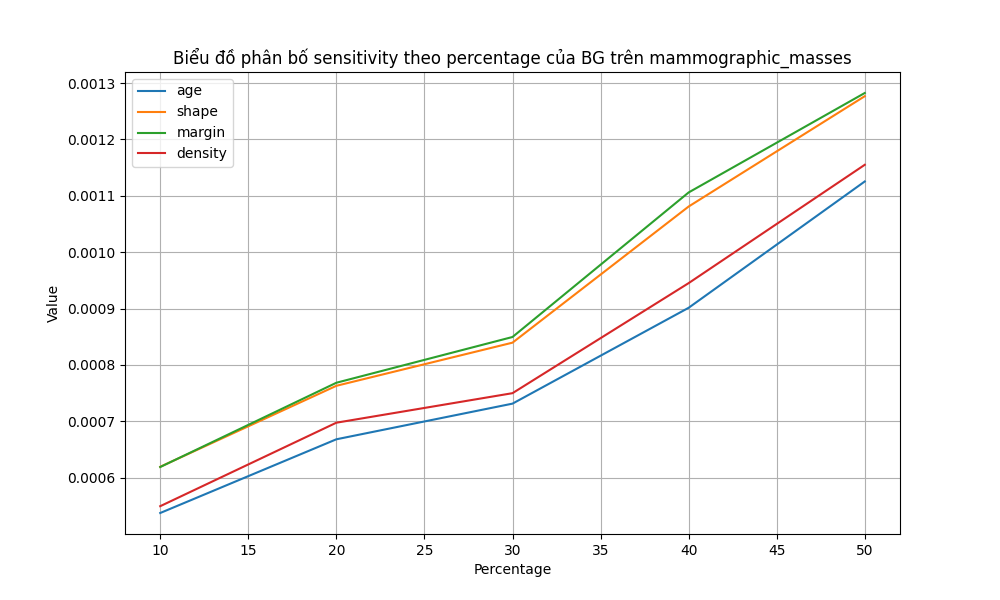 Biểu đồ phân bố sensitivity theo percentage của BG trên mammographic_masses
age
shape
margin
density
0.0013
0.0012
0.0011
0.0010
0.0009
0.0008
0.0007
0.0006
Value
10 15 20 25 30 35 40 45 50
Percentage